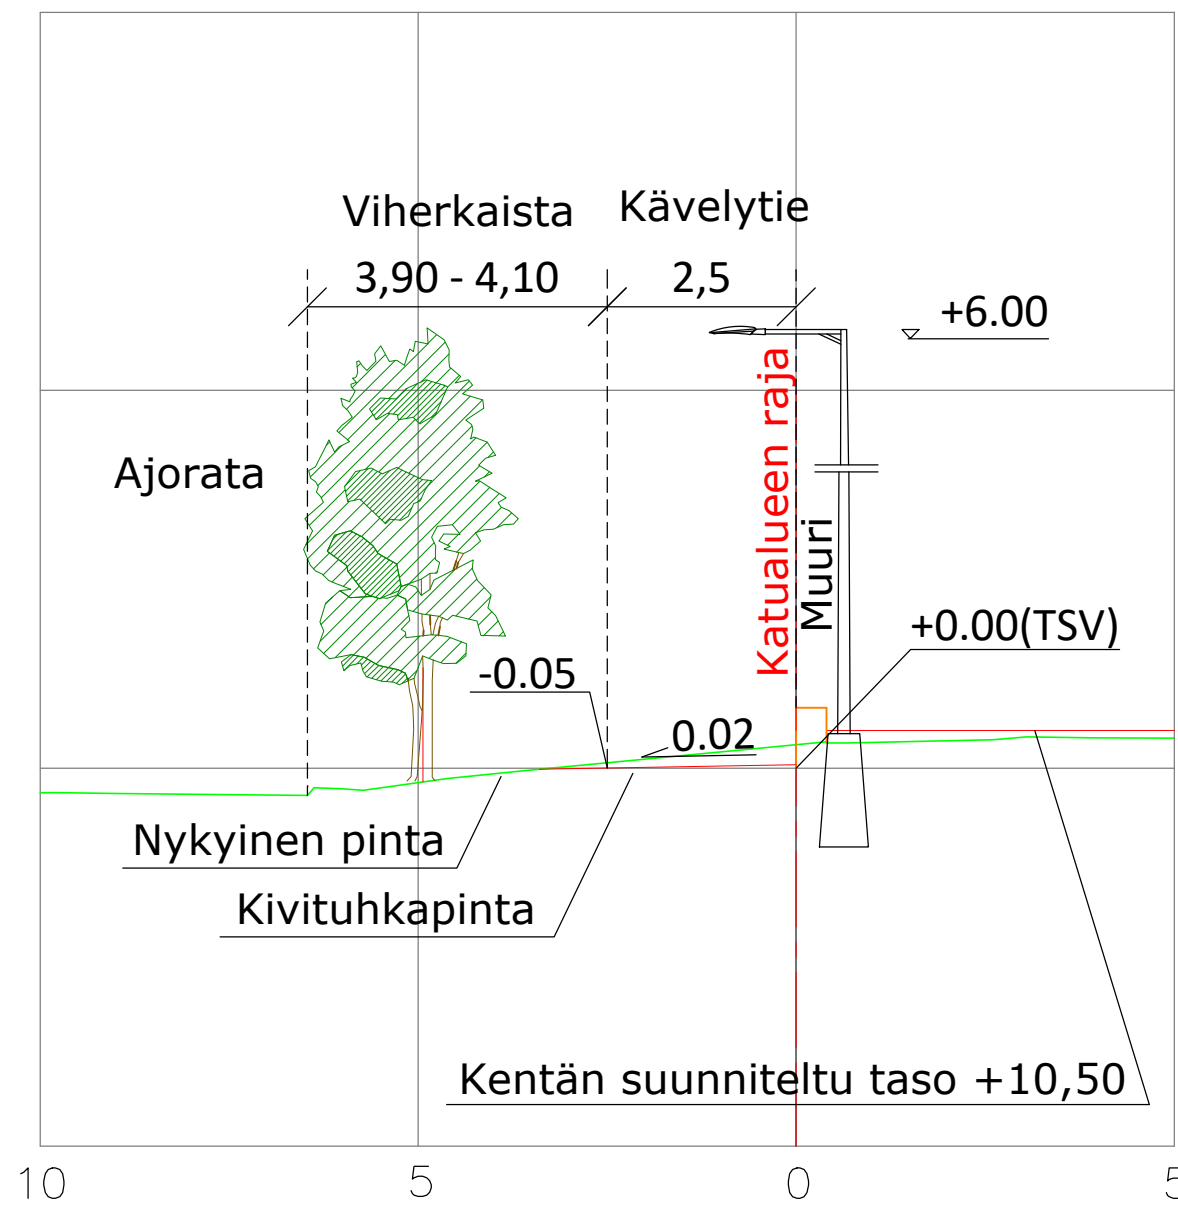 Viherkaista
Kävelytie
3,90 - 4,10
2,5
+6.00
Ajorata
Katualueen raja
Muuri
+0.00(TSV)
-0.05
0.02
Nykyinen pinta
Kivituhkapinta
Kentän suunniteltu taso +10,50
10
5
0
5